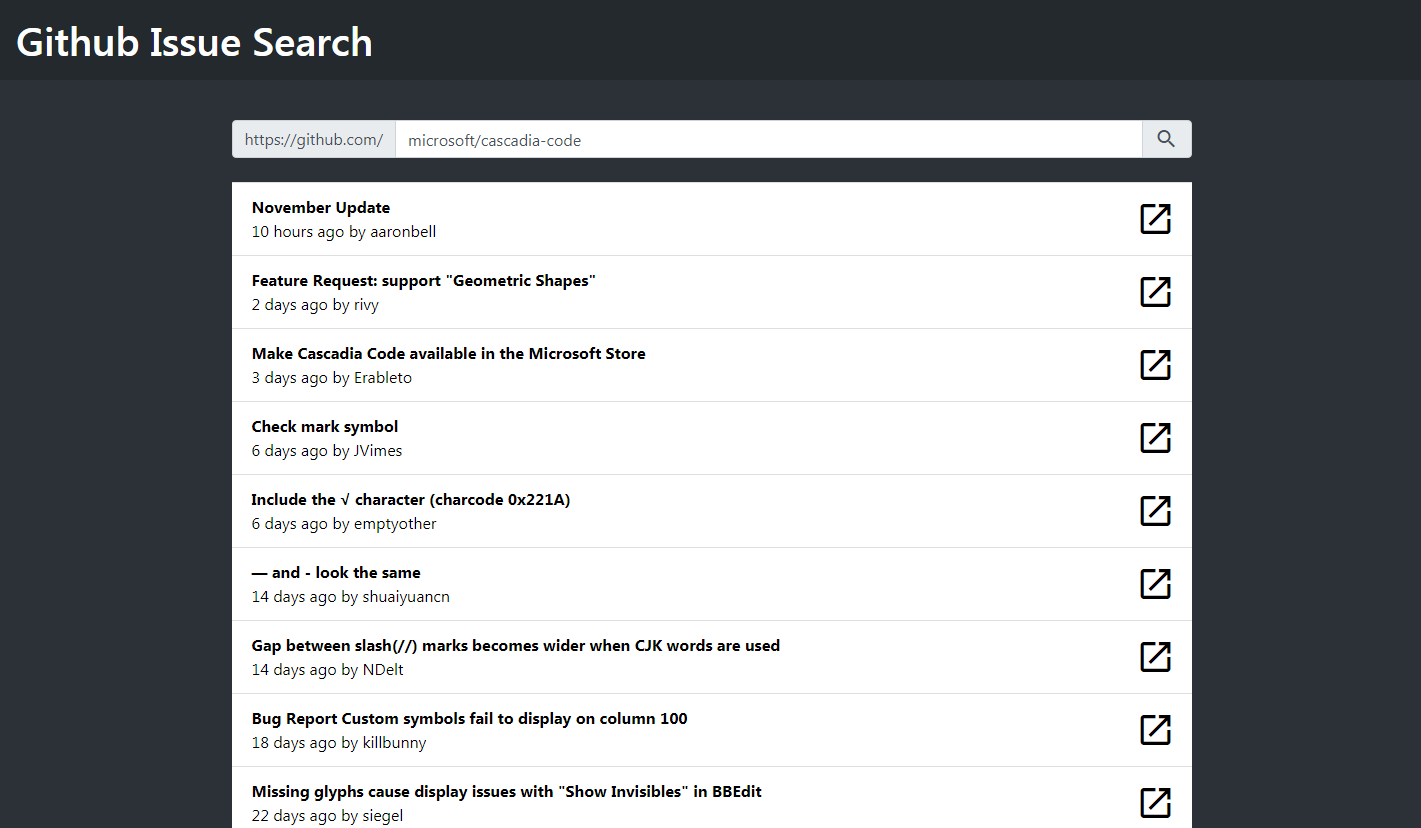 Github Issue Search
https://github.com/ microsoft/cascadia-code
November Update
10 hours ago by aaronbell
Feature Request: support "Geometric Shapes"
2 days ago by rivy
Make Cascadia Code available in the Microsoft Store
3 days ago by Erableto
Check mark symbol
6 days ago by JVimes
Include the √ character (charcode 0x221A)
6 days ago by emptyother
— and - look the same
14 days ago by shuaiyuancn
Gap between slash(//) marks becomes wider when CJK words are used
14 days ago by NDelt
Bug Report Custom symbols fail to display on column 100
18 days ago by killbunny
Missing glyphs cause display issues with "Show Invisibles" in BBEdit
22 days ago by siegel